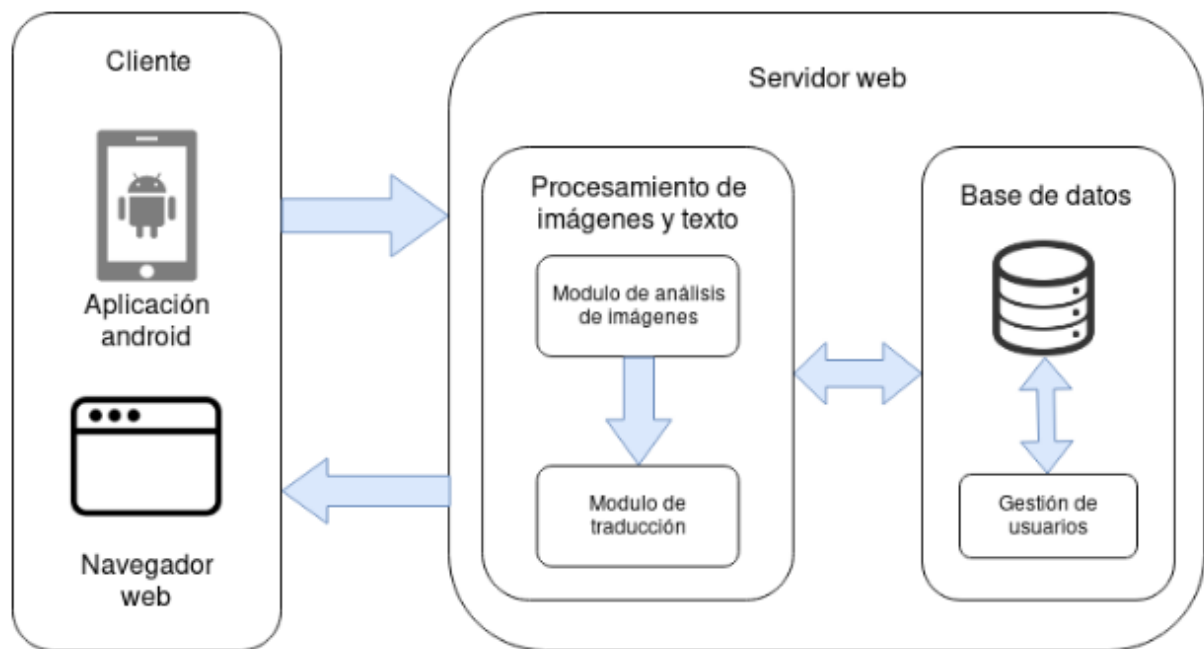 Cliente
Aplicación
android
Navegador
web
Servidor web
Procesamiento de
imágenes y texto
Modulo de análisis
de imágenes
Modulo de
traducción
Base de datos
Gestión de
usuarios